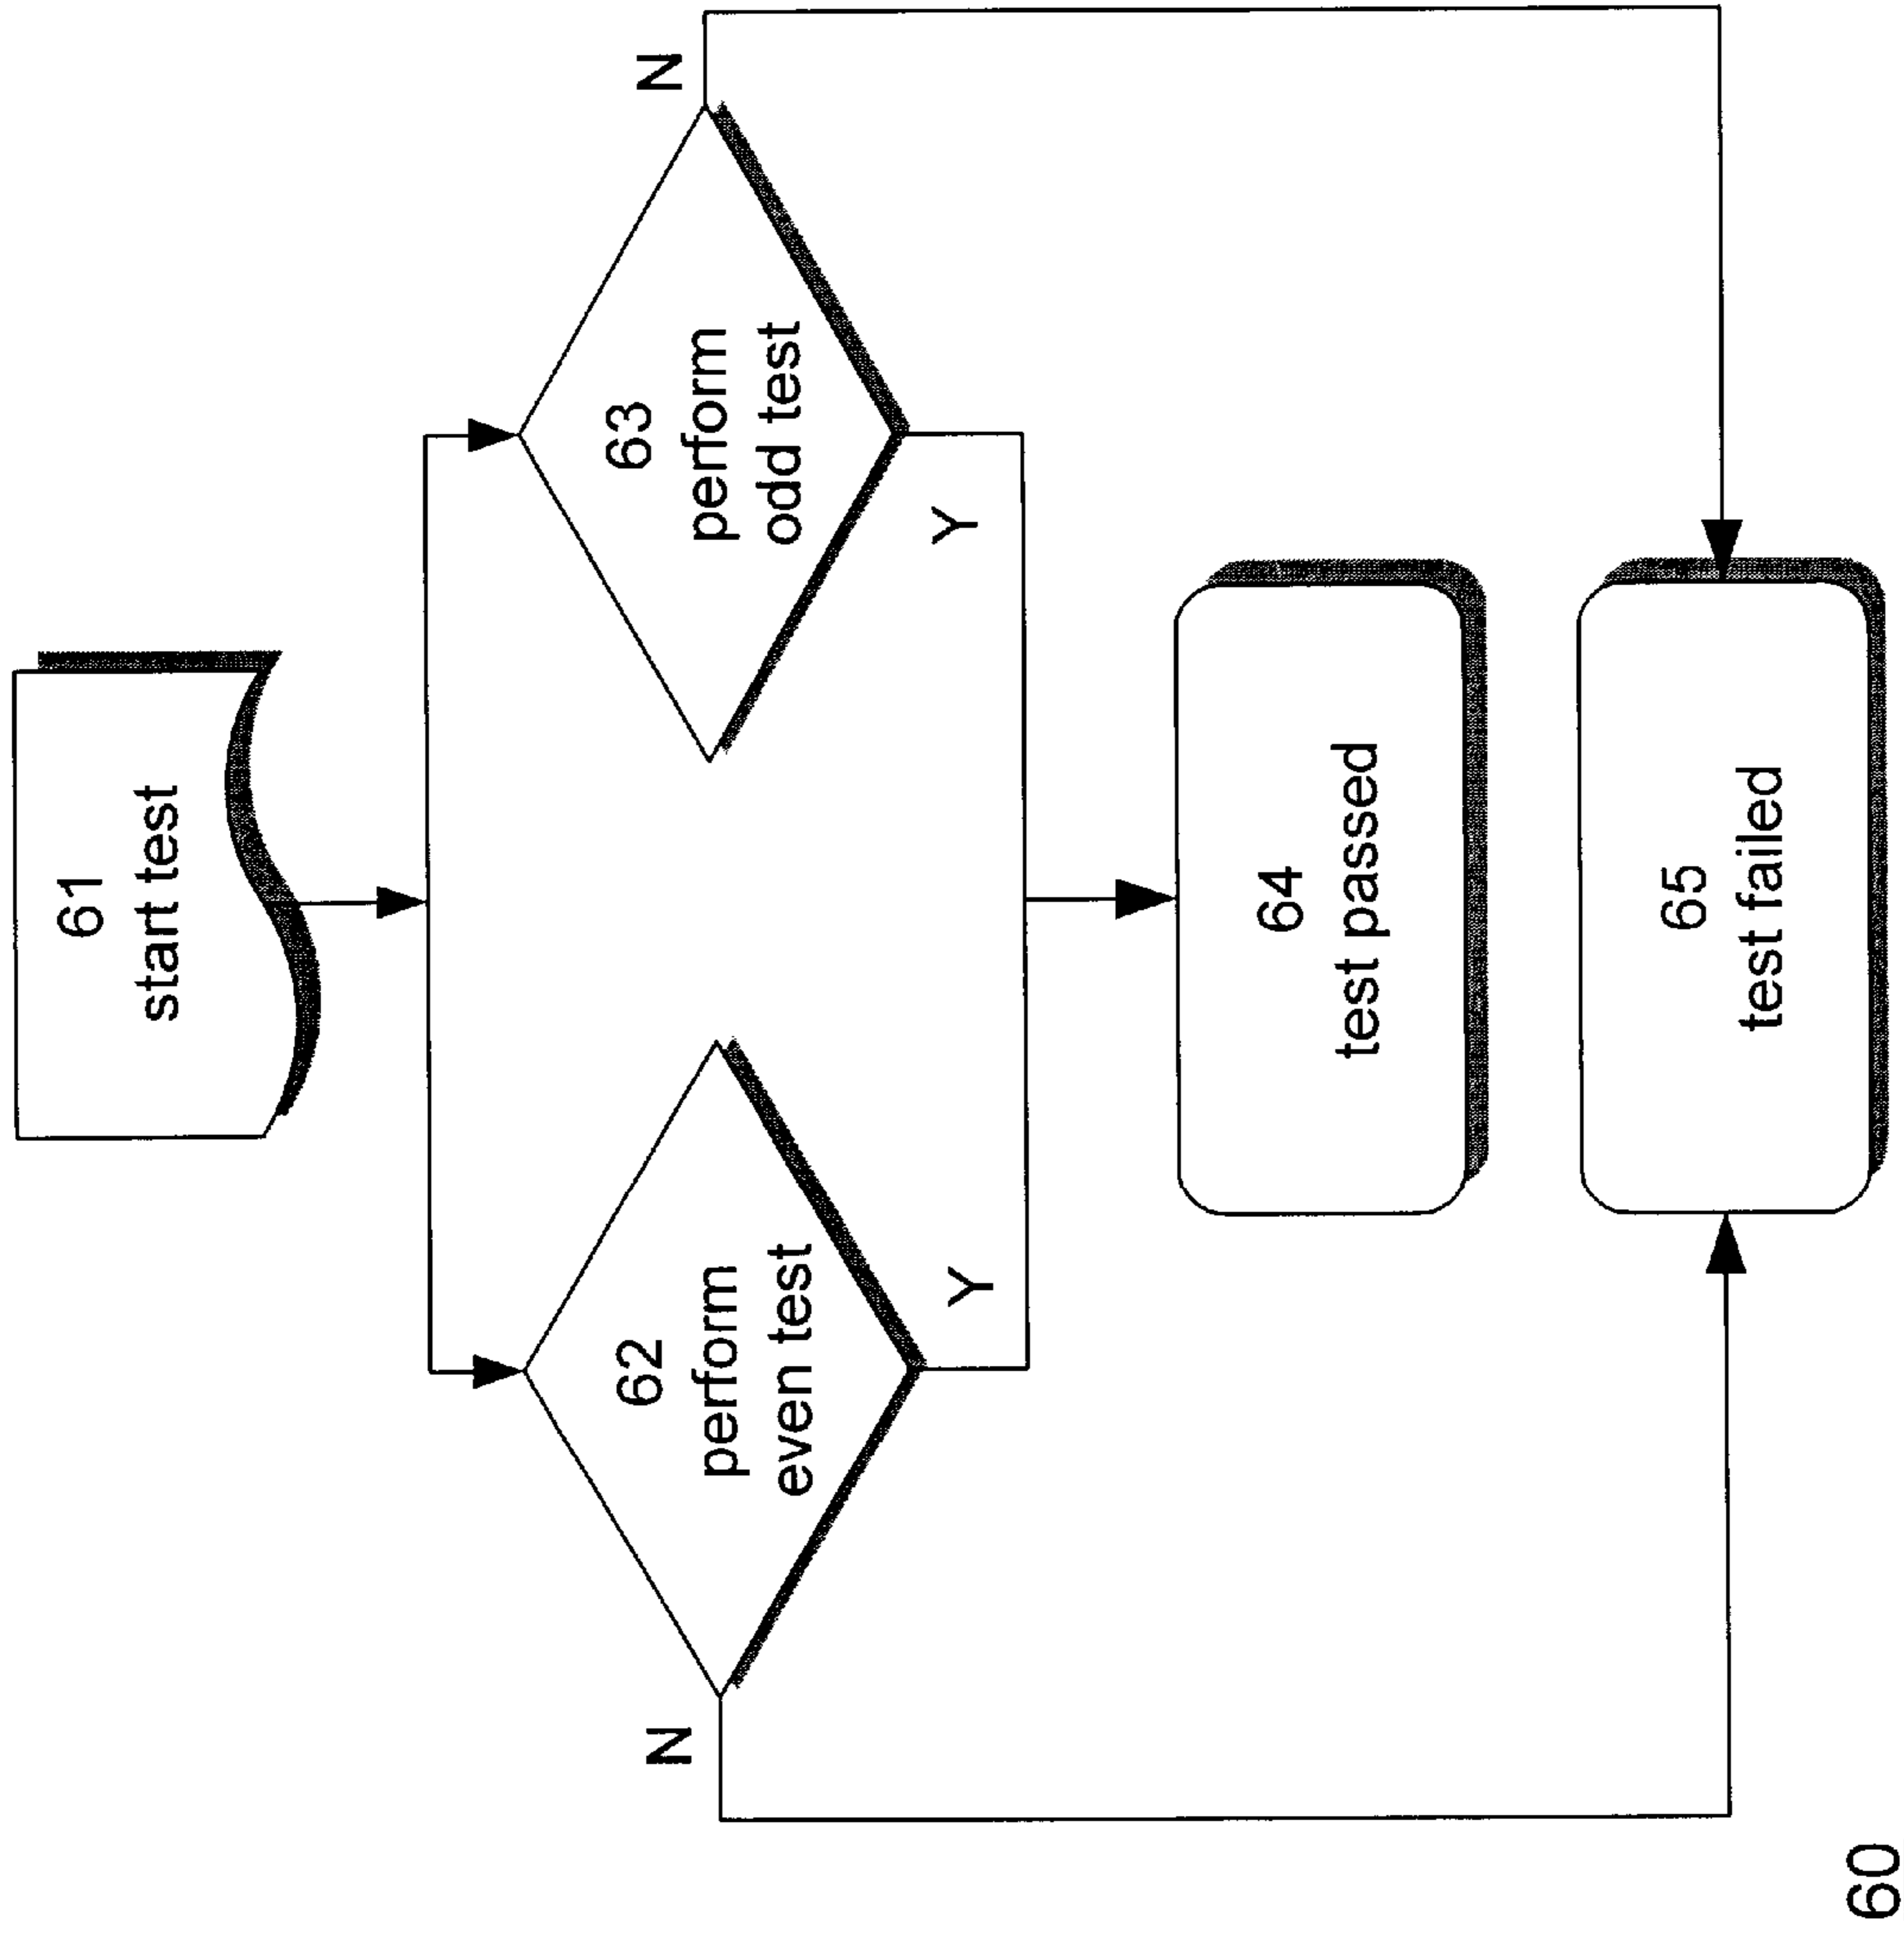 61
start test
62
perform
even test
63
perform
odd test
N
N
Y
Y
64
test passed
65
test failed
60